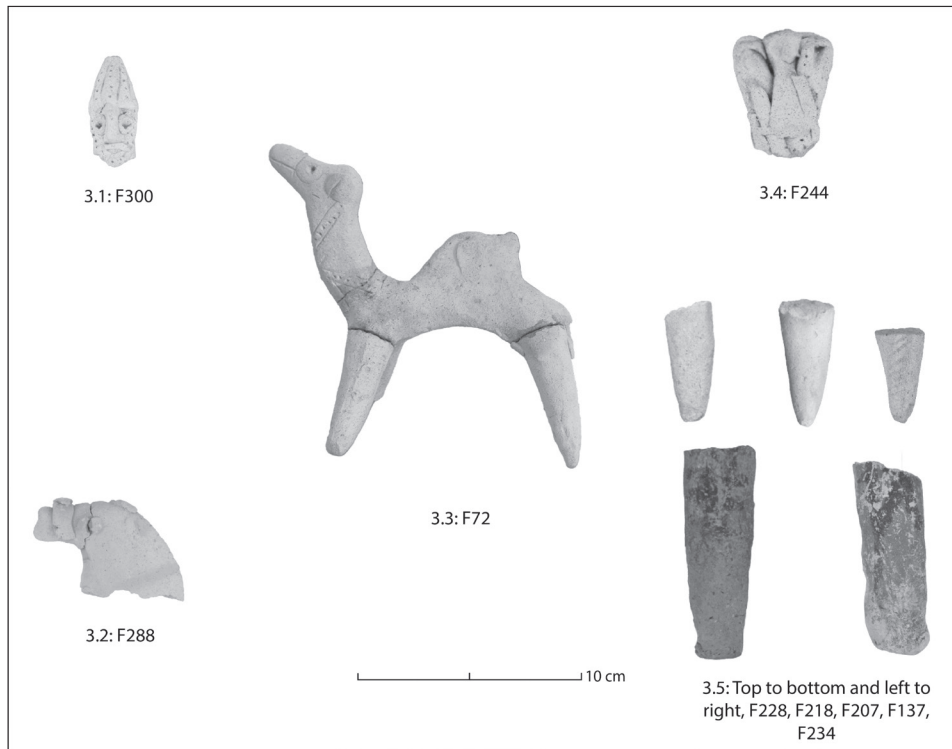 3.1: F300
3.4: F244
3.3: F72
3.2: F288
10 cm
3.5: Top to bottom and left to
right, F228, F218, F207, F137,
F234